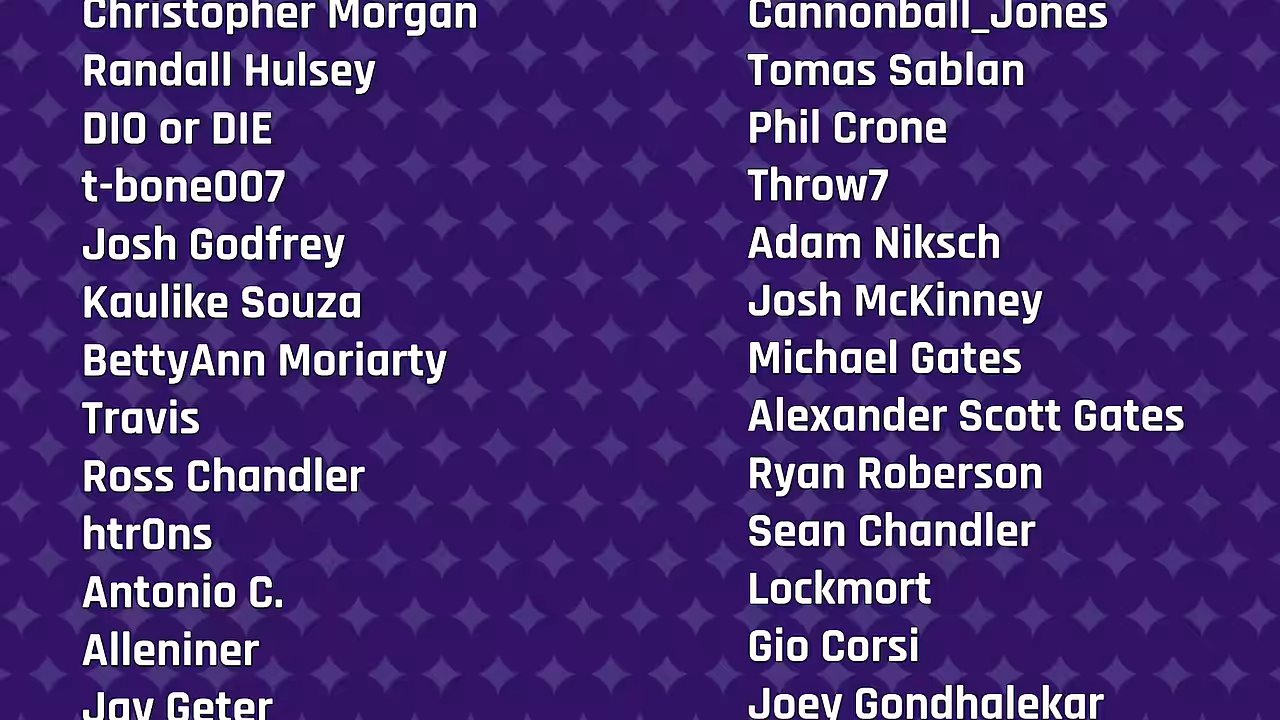 Christopher Morgan
Randall Hulsey
DIO or DIE
t-bone007
Josh Godfrey
Kaulike Souza
BettyAnn Moriarty
Travis
Ross Chandler
htr0ns
Antonio C.
Alleniner
Jay Geter
Cannonball_Jones
Tomas Sablan
Phil Crone
Throw7
Adam Niksch
Josh McKinney
Michael Gates
Alexander Scott Gates
Ryan Roberson
Sean Chandler
Lockmort
Gio Corsi
Joey Gondhalekar